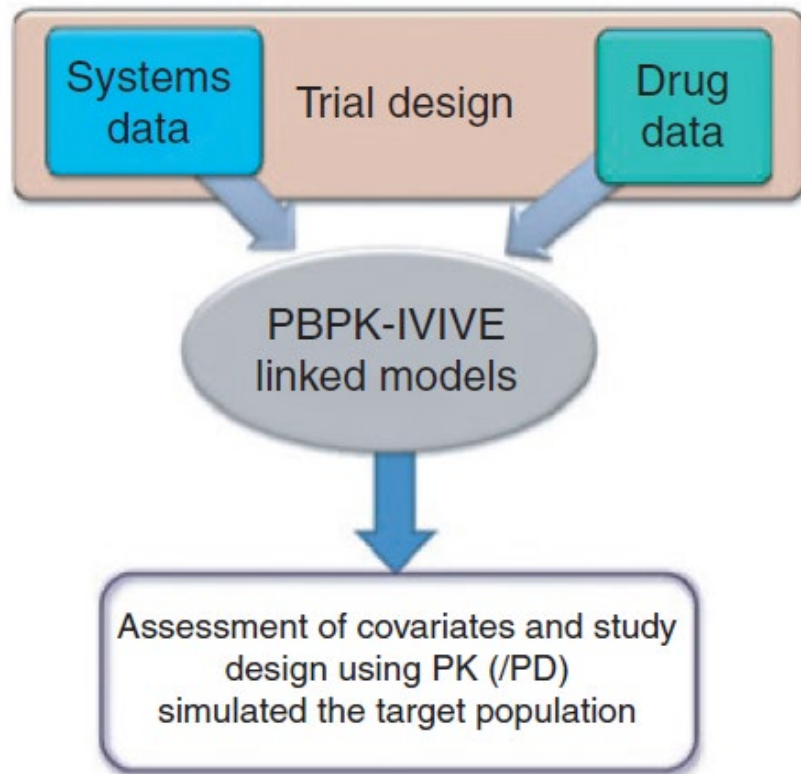 Systems
data
Trial design
Drug
data
PBPK-IVIVE
linked models
Assessment of covariates and study
design using PK (/PD)
simulated the target population